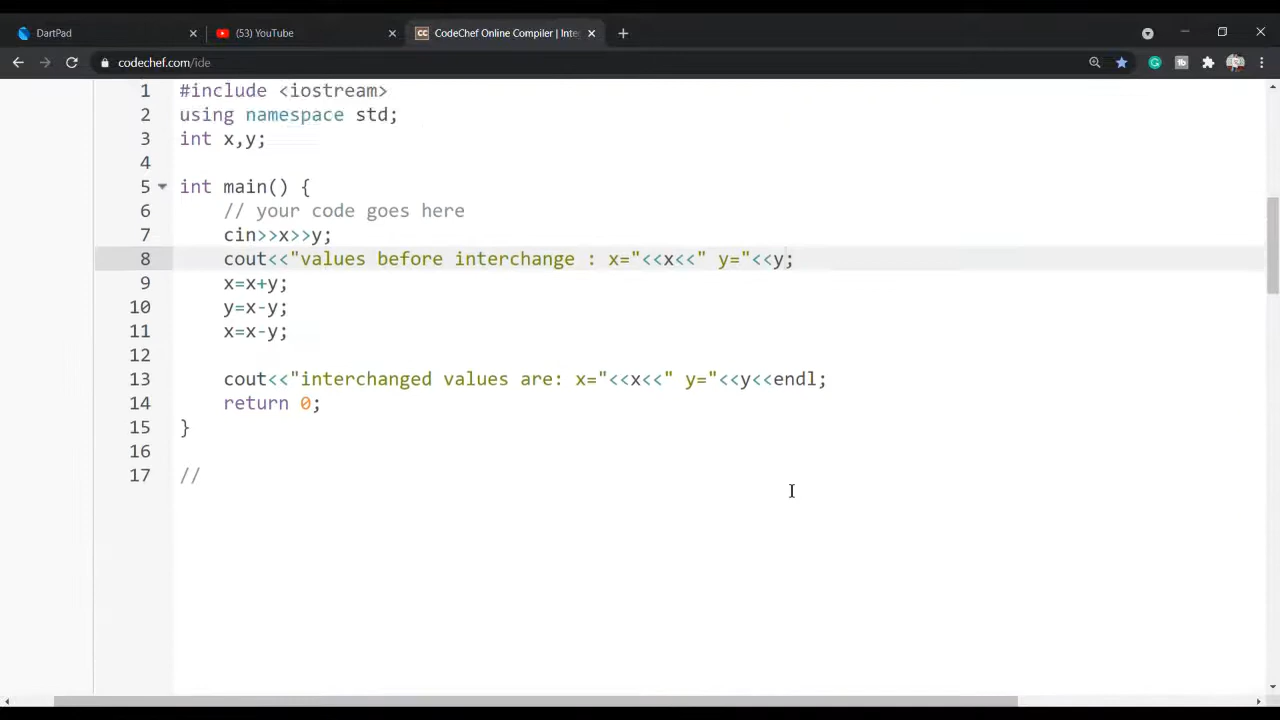 DartPad
(53) YouTube
CodeChef Online Compiler | Inte
codechef.com/ide
1 #include <iostream>
2 using namespace std;
3 int x,y;
4
5 int main() {
6 // your code goes here
7 cin>>x>>y;
8 cout<<"values before interchange : x="<<x<<" y="<<y;
9 x=x+y;
10 y=x-y;
11 x=x-y;
12
13 cout<<"interchanged values are: x="<<x<<" y="<<y<<endl;
14 return 0;
15 }
16
17 //